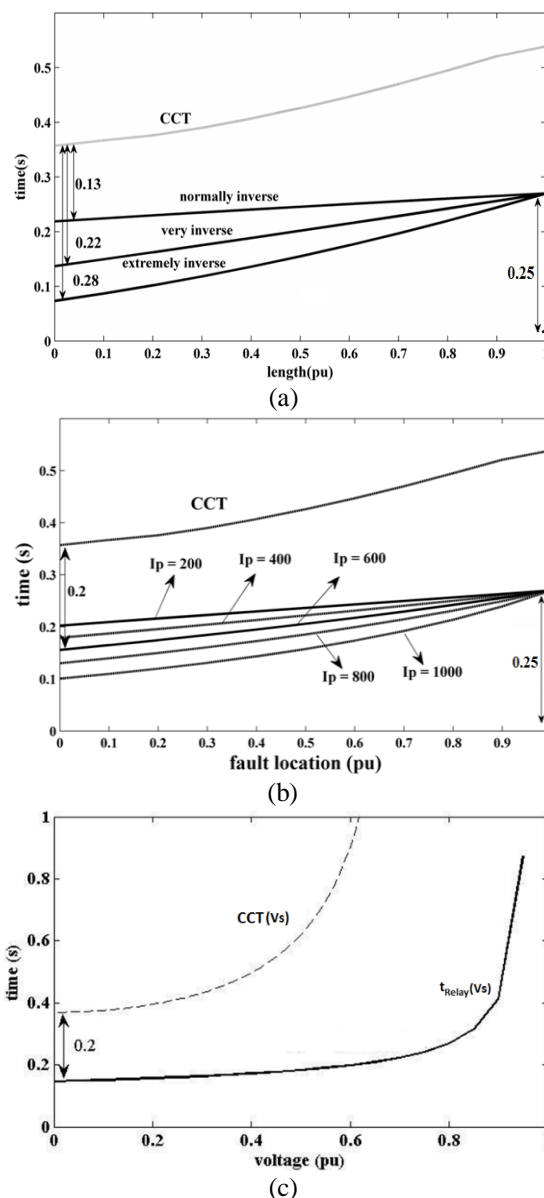 0.5
CCT
0.4
time(s)
0.3
0.13
normally inverse
0.2
0.22
very inverse
extremely inverse
0.28
0.25
0.1
0
0 0.1 0.2 0.3 0.4 0.5 0.6 0.7 0.8 0.9 1
length(pu)
(a)
0.5
CCT
0.4
time (s)
Ip = 200 Ip = 400 Ip = 600
0.3
0.2
0.2
0.25
0.1
Ip = 800 Ip = 1000
0
0 0.1 0.2 0.3 0.4 0.5 0.6 0.7 0.8 0.9
fault location (pu)
(b)
1
0.8
CCT(Vs)
0.6
time (s)
tRelay(Vs)
0.4
0.2
0.2
0
0 0.2 0.4 0.6 0.8
voltage (pu)
(c)